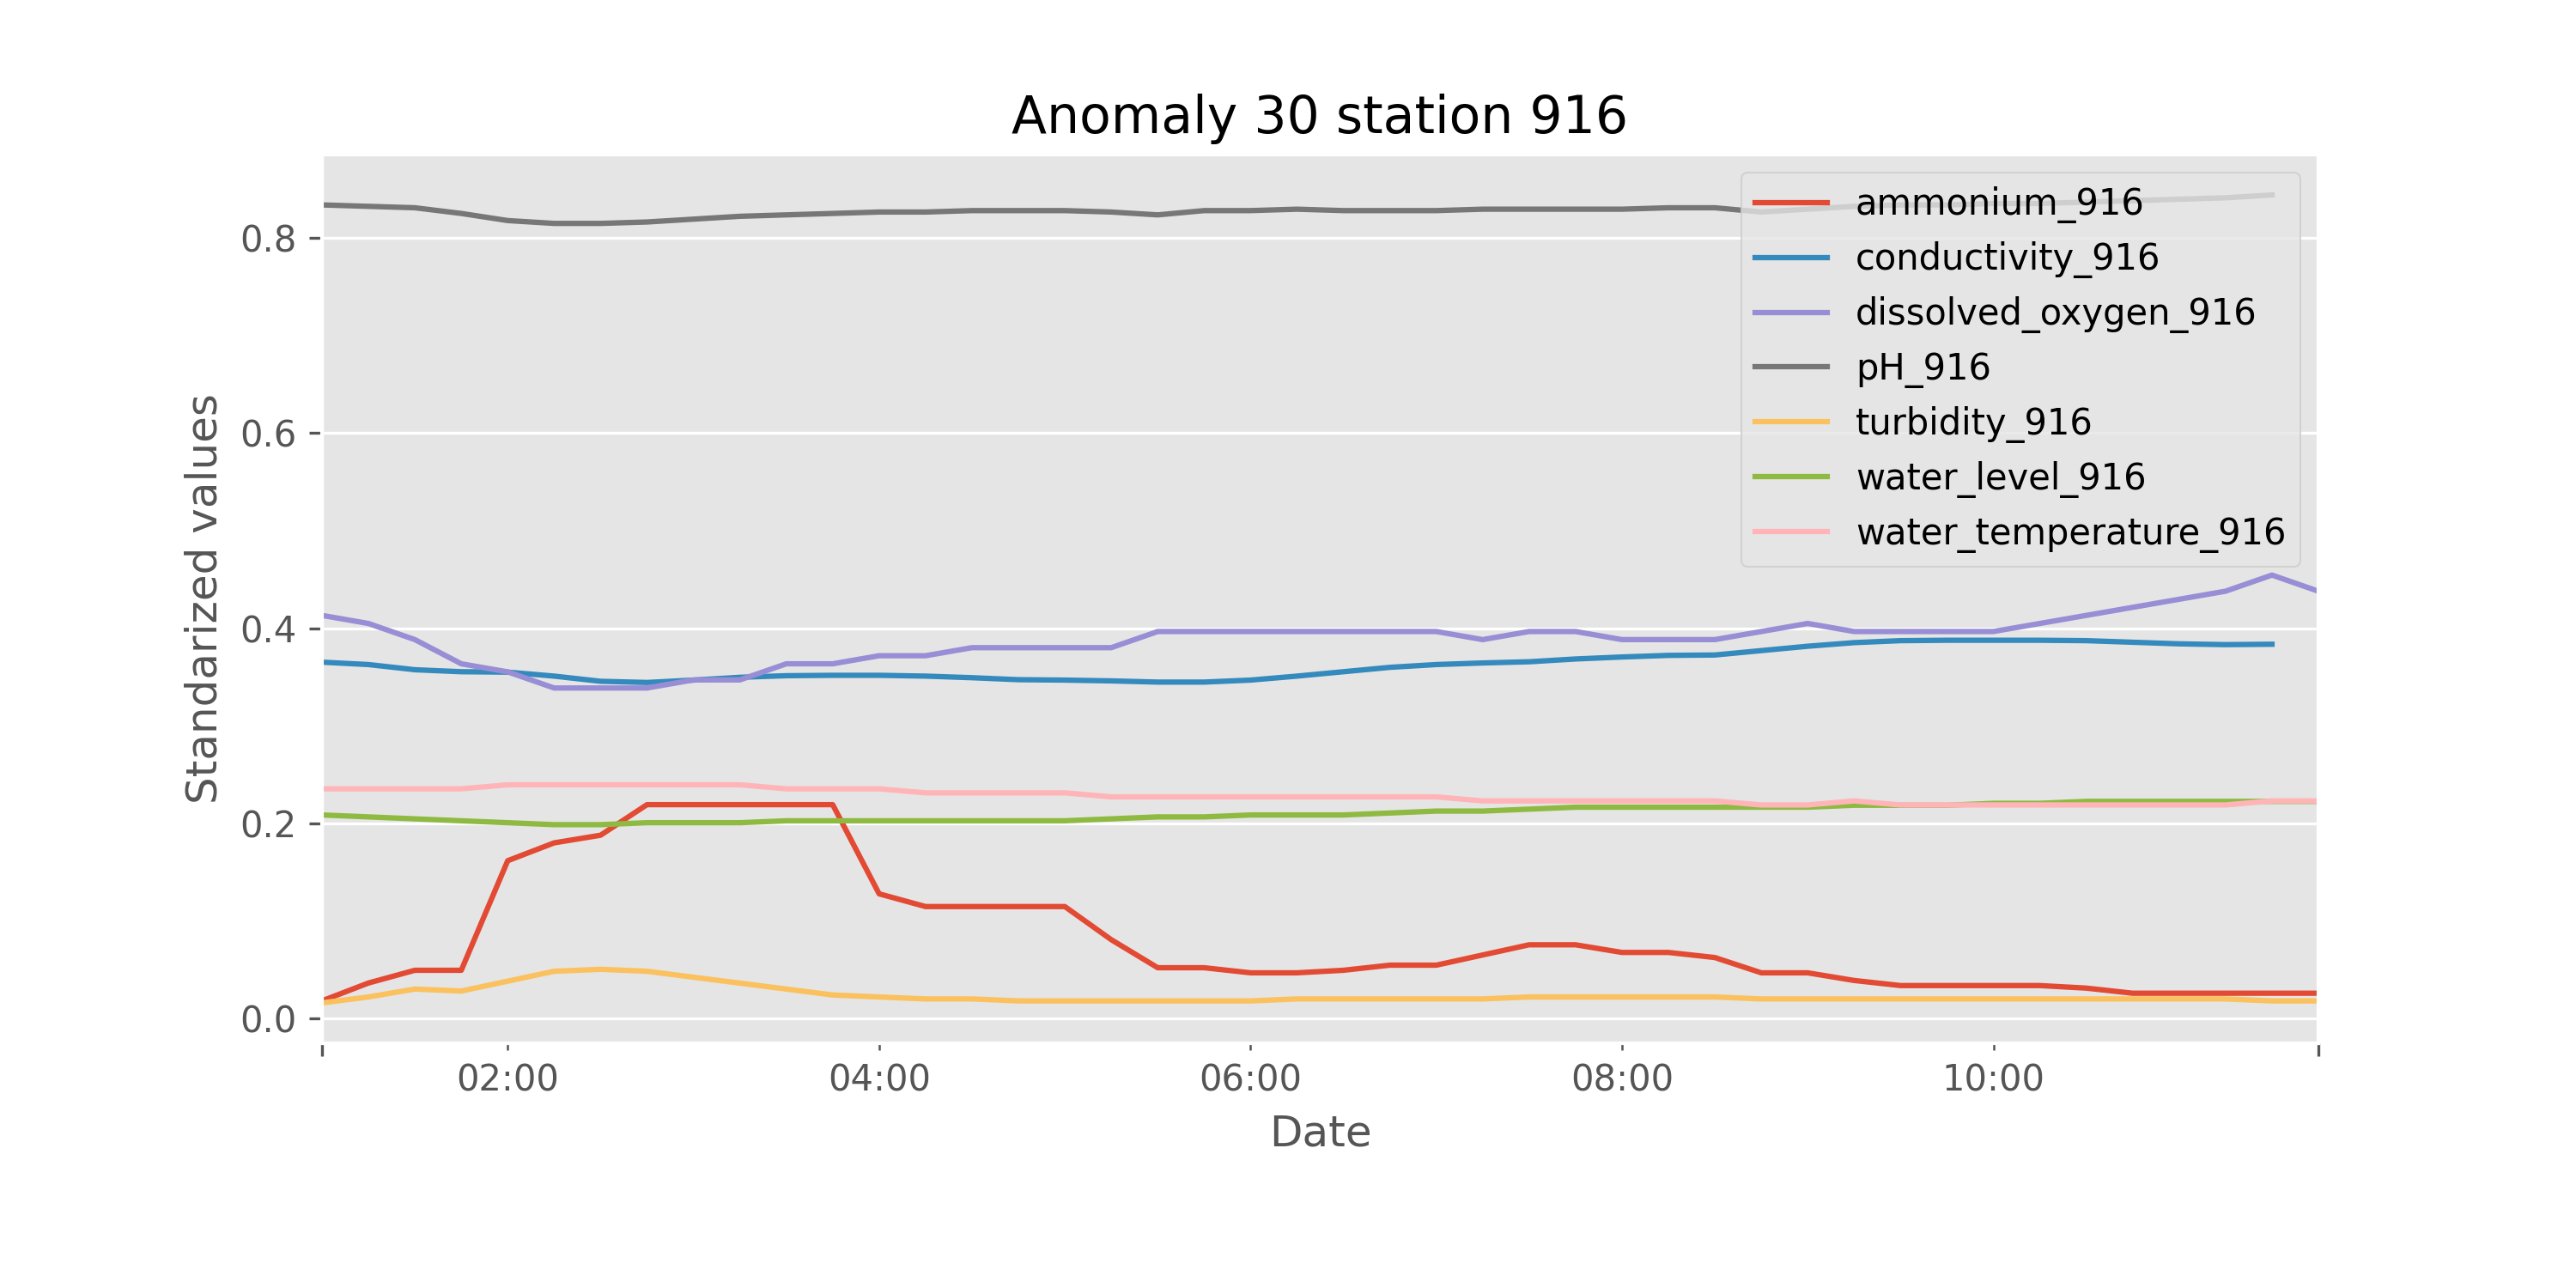 Anomaly 30 station 916
ammonium_916
conductivity_916
dissolved_oxygen_916
pH_916
turbidity_916
water_level_916
water_temperature_916
Standarized values
0.8
0.6
0.4
0.2
0.0
02:00 04:00 06:00 08:00 10:00
Date